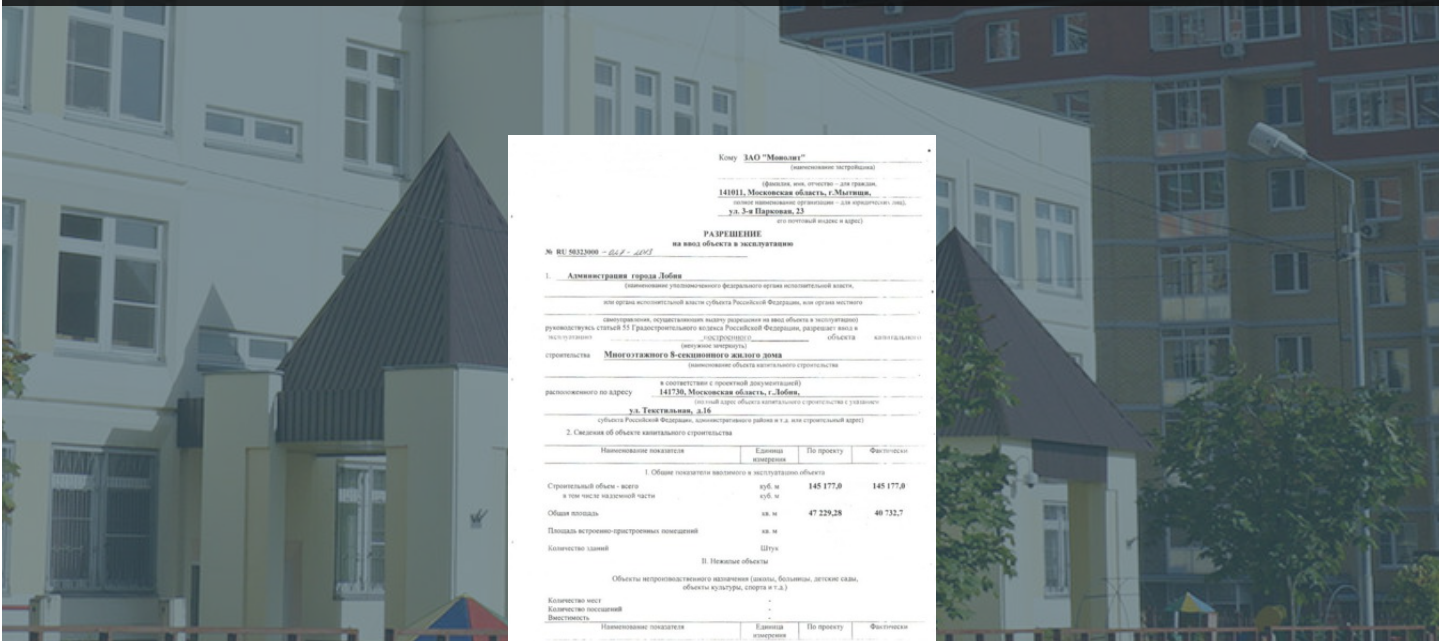 Кому ЗАО "Монолит"
(наименование застройщика)
(фамилия, имя, отчество – для граждан,
141011, Московская область, г.Мытищи,
полное наименование организации – для юридических лиц),
ул. 3-я Парковая, 23
его почтовый индекс и адрес)
РАЗРЕШЕНИЕ
на ввод объекта в эксплуатацию
№ RU 50323000 –
1. Администрация города Лобня
(наименование уполномоченного федерального органа исполнительной власти,
или органа исполнительной власти субъекта Российской Федерации, или органа местного
самоуправления, осуществляющих выдачу разрешения на ввод объекта в эксплуатацию)
руководствуясь статьей 55 Градостроительного кодекса Российской Федерации, разрешает ввод в
эксплуатацию построенного объекта капитального
(ненужное зачеркнуть)
строительства Многоэтажного 8-секционного жилого дома
(наименование объекта капитального строительства
в соответствии с проектной документацией)
расположенного по адресу 141730, Московская область, г.Лобня,
(полный адрес объекта капитального строительства с указанием
ул. Текстильная, д.16
субъекта Российской Федерации, административного района и т.д. или строительный адрес)
2. Сведения об объекте капитального строительства
Наименование показателя Единица измерения По проекту Фактически
I. Общие показатели вводимого в эксплуатацию объекта
Строительный объем - всего куб. м 145 177,0 145 177,0
в том числе надземной части куб. м
Общая площадь кв. м 47 229,28 40 732,7
Площадь встроенно-пристроенных помещений кв. м
Количество зданий Штук
II. Нежилые объекты
Объекты непроизводственного назначения (школы, больницы, детские сады,
объекты культуры, спорта и т.д.)
Количество мест -
Количество посещений -
Вместимость -
Наименование показателя Единица измерения По проекту Фактически